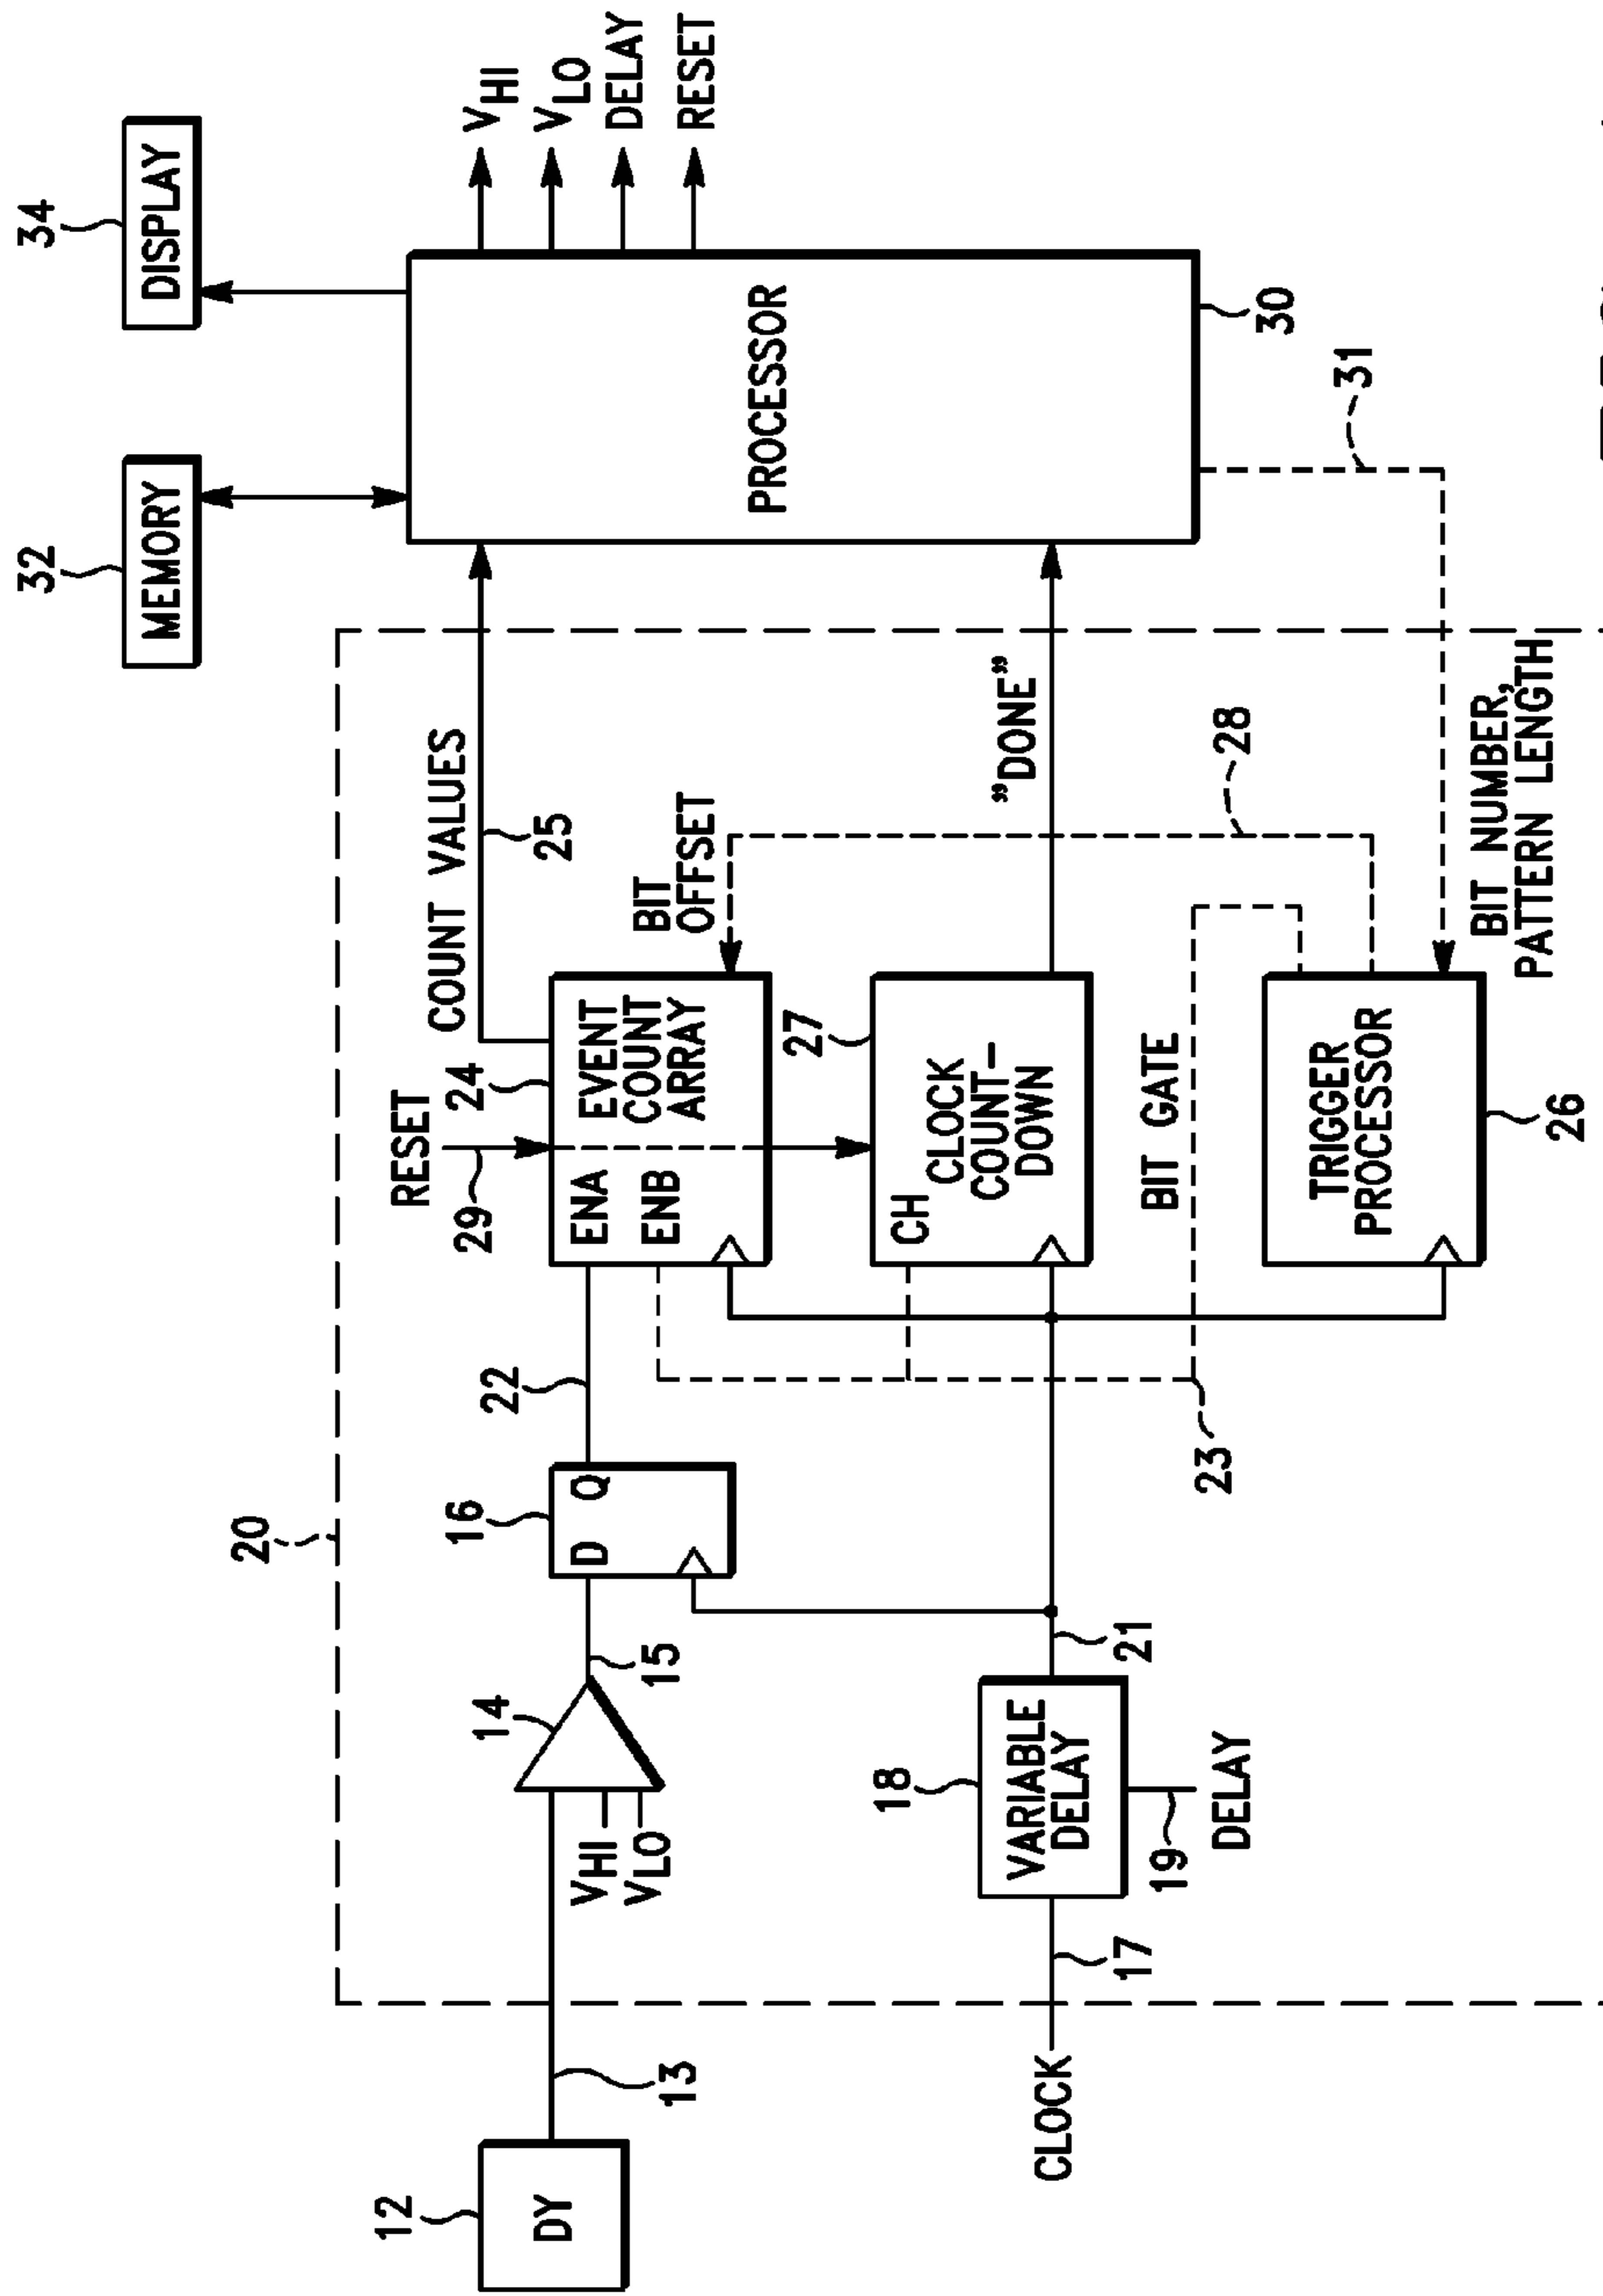 34
DISPLAY
32
MEMORY
20
VHI
VLO
DELAY
RESET
PROCESSOR
30
31
COUNT VALUES
25
RESET
29
24
ENA
ENB
EVENT
COUNT
ARRAY
BIT
OFFSET
22
16
D Q
14
15
VHI
VLO
13
12
DY
27
CH
CLOCK
COUNT-
DOWN
"DONE"
28
BIT GATE
23
21
18
VARIABLE
DELAY
19
DELAY
17
CLOCK
TRIGGER
PROCESSOR
26
BIT NUMBER,
PATTERN LENGTH